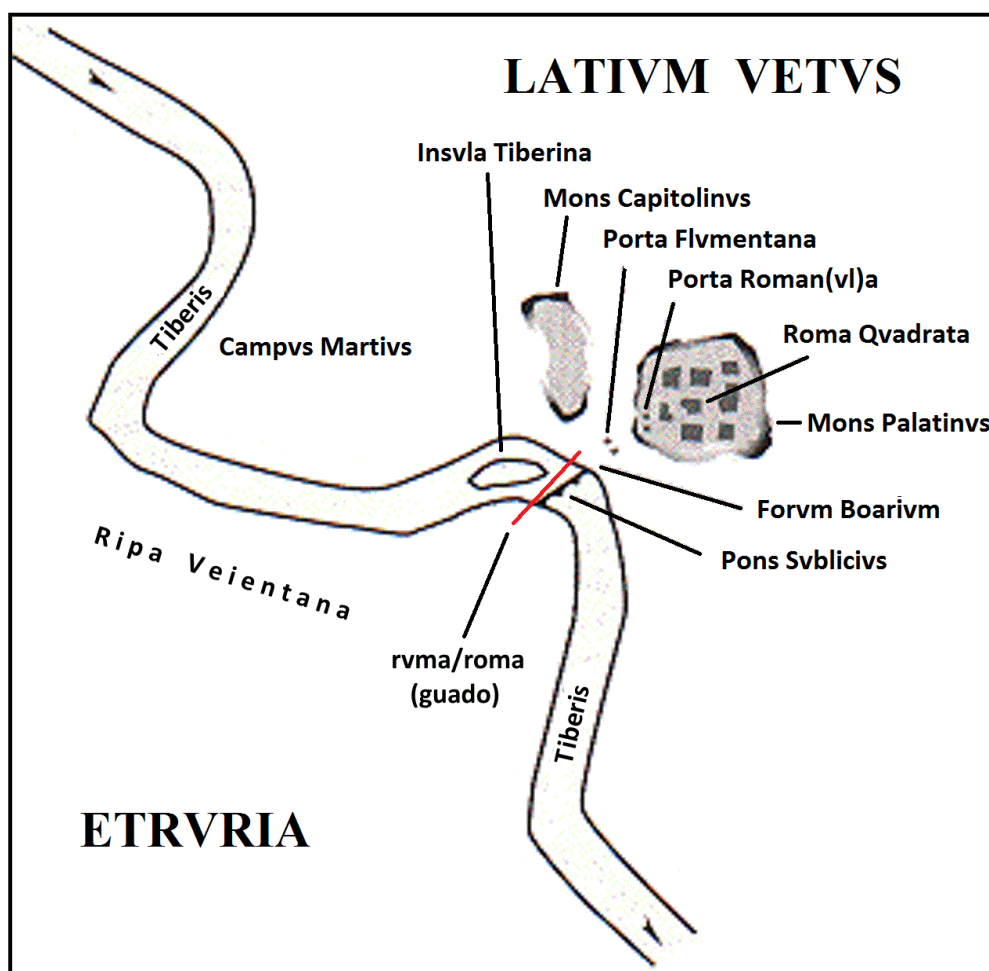 LATIVM VETVS
Insvla Tiberina
Mons Capitolinvs
Porta Flvmentana
Porta Roman(vl)a
Tiberis
Campvs Martivs
Roma Qvadrata
Mons Palatinvs
Forvm Boarivm
Ripa Veientana
Pons Svblicivs
rvma/roma
(guado)
Tiberis
ETRVRIA